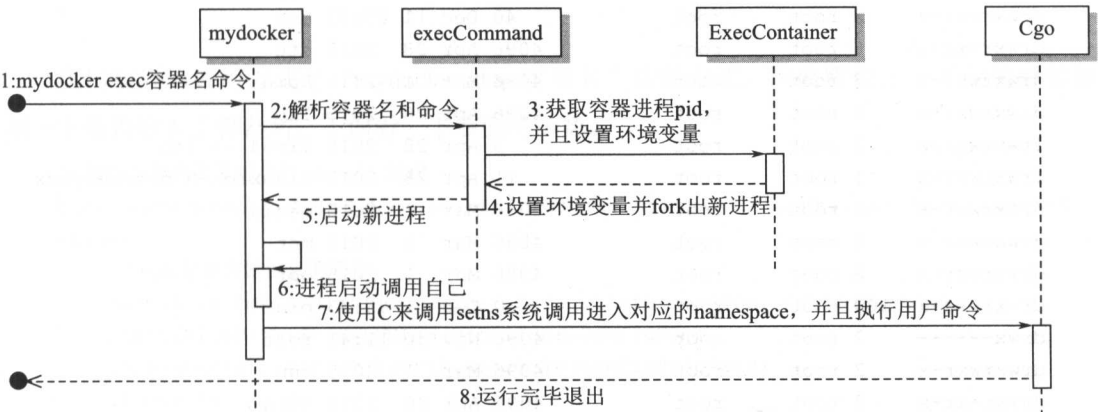 mydocker
execCommand
ExecContainer
Cgo
1:mydocker exec容器名命令
2:解析容器名和命令
3:获取容器进程pid，
并且设置环境变量
4:设置环境变量并fork出新进程
5:启动新进程
6:进程启动调用自己
7:使用C来调用setns系统调用进入对应的namespace，并且执行用户命令
8:运行完毕退出